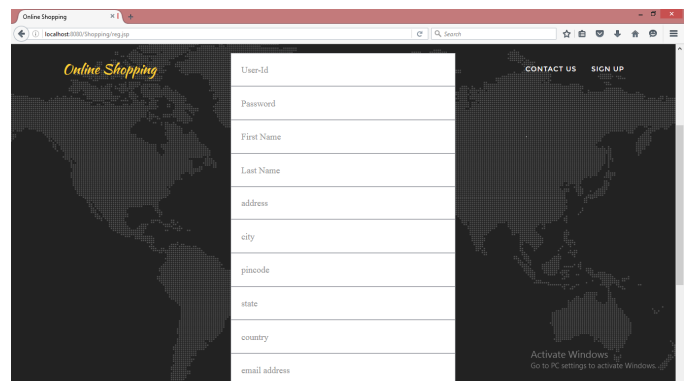 Online Shopping
localhost:8080/Shopping/reg.jsp
Search
Online Shopping
CONTACT US SIGN UP
User-Id
Password
First Name
Last Name
address
city
pincode
state
country
email address
Activate Windows
Go to PC settings to activate Windows.